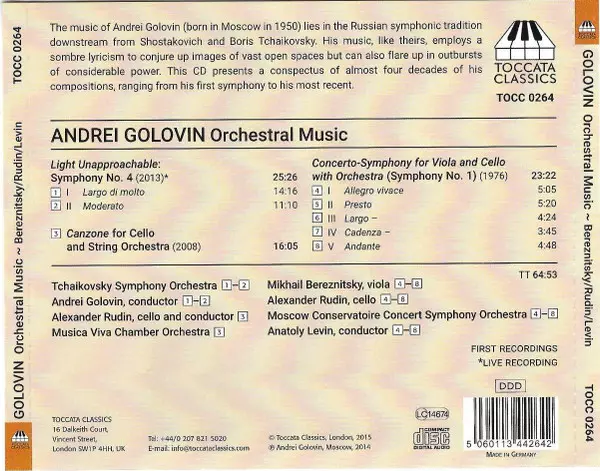 TOCC 0264
GOLOVIN Orchestral Music ~ Bereznitsky/Rudin/Levin
The music of Andrei Golovin (born in Moscow in 1950) lies in the Russian symphonic tradition
downstream from Shostakovich and Boris Tchaikovsky. His music, like theirs, employs a
sombre lyricism to conjure up images of vast open spaces but can also flare up in outbursts
of considerable power. This CD presents a conspectus of almost four decades of his
compositions, ranging from his first symphony to his most recent.
TOCCATA
CLASSICS
TOCC 0264
ANDREI GOLOVIN Orchestral Music
Light Unapproachable:
Symphony No. 4 (2013)* 25:26
1 I Largo di molto 14:16
2 II Moderato 11:10
3 Canzone for Cello
and String Orchestra (2008) 16:05
Concerto-Symphony for Viola and Cello
with Orchestra (Symphony No. 1) (1976) 23:22
4 I Allegro vivace 5:05
5 II Presto 5:20
6 III Largo – 4:24
7 IV Cadenza – 3:45
8 V Andante 4:48
TT 64:53
Tchaikovsky Symphony Orchestra 1–2
Andrei Golovin, conductor 1–2
Alexander Rudin, cello and conductor 3
Musica Viva Chamber Orchestra 3
Mikhail Bereznitsky, viola 4–8
Alexander Rudin, cello 4–8
Moscow Conservatoire Concert Symphony Orchestra 4–8
Anatoly Levin, conductor 4–8
FIRST RECORDINGS
*LIVE RECORDING
TOCCATA CLASSICS
16 Dalkeith Court,
Vincent Street,
London SW1P 4HH, UK
Tel: +44/0 207 821 5020
E-mail: info@toccataclassics.com
© Toccata Classics, London, 2015
℗ Andrei Golovin, Moscow, 2014
LC14674
COMPACT
disc
DIGITAL AUDIO
DDD
5 060113 442642
MADE IN GERMANY
GOLOVIN Orchestral Music ~ Bereznitsky/Rudin/Levin
TOCC 0264